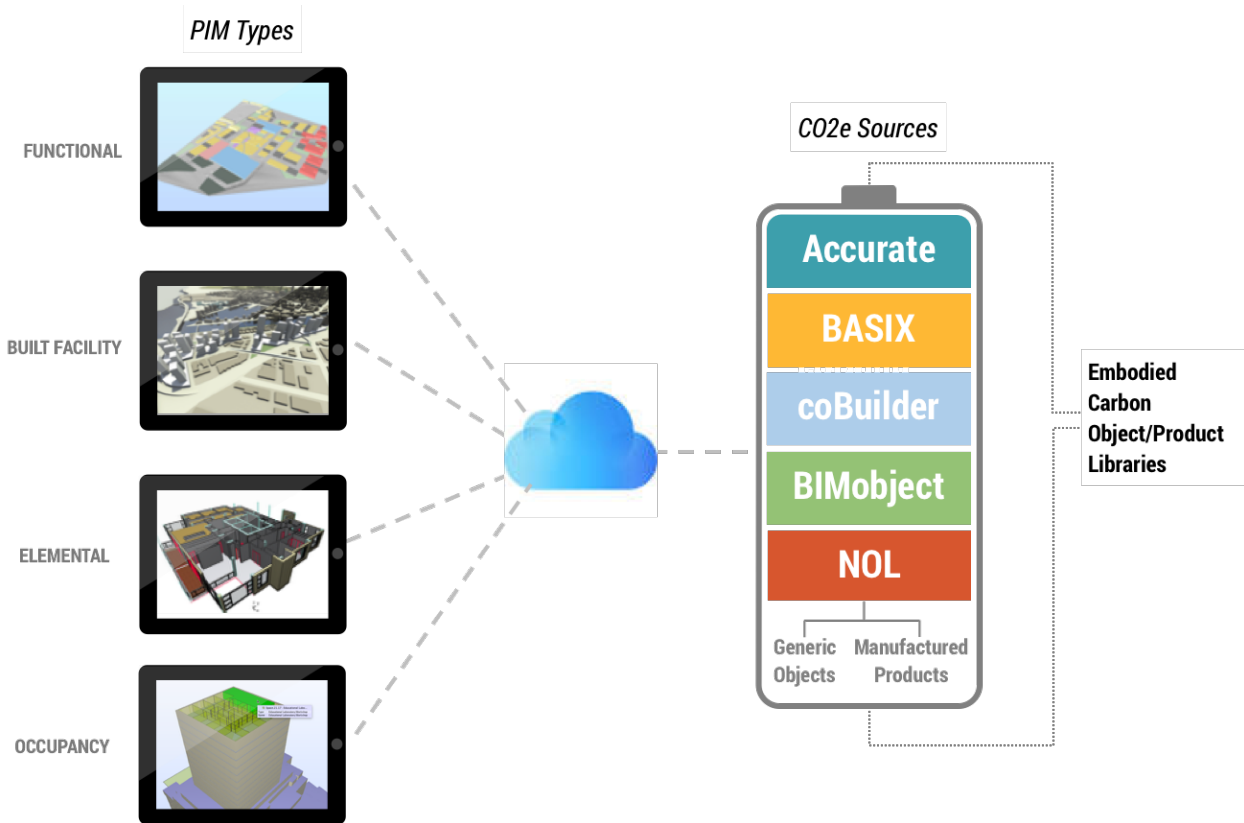 PIM Types
FUNCTIONAL
BUILT FACILITY
ELEMENTAL
OCCUPANCY
CO2e Sources
Accurate
BASIX
coBuilder
BIMobject
NOL
Generic
Objects
Manufactured
Products
Embodied
Carbon
Object/Product
Libraries